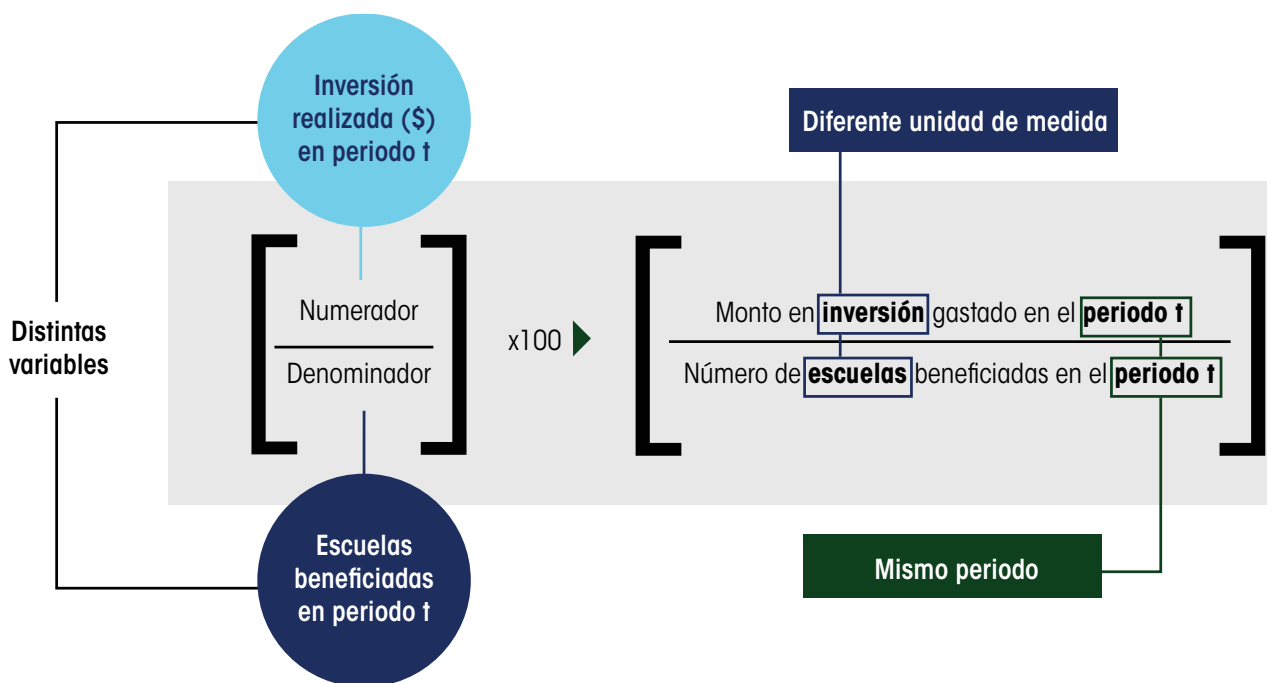 Inversión
realizada ($)
en periodo t
Diferente unidad de medida
Distintas
variables
Numerador
Denominador
x100
Monto en inversión gastado en el periodo t
Número de escuelas beneficiadas en el periodo t
Escuelas
beneficiadas
en periodo t
Mismo periodo